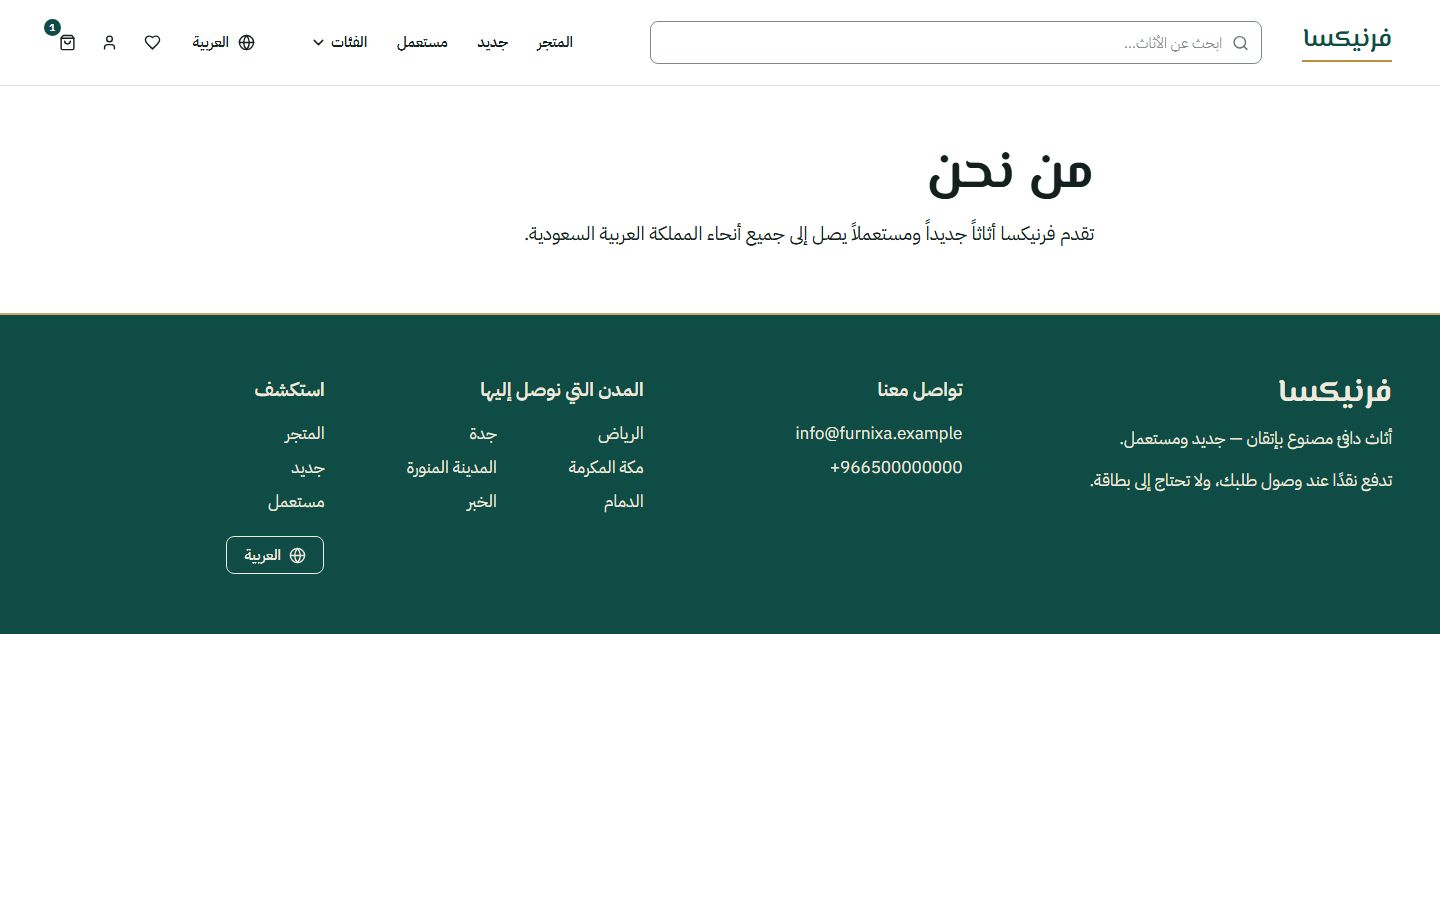 فرنيكسا
ابحث عن الأثاث...
المتجر
جديد
مستعمل
الفئات
العربية
1
من نحن
تقدم فرنيكسا أثاثاً جديداً ومستعملاً يصل إلى جميع أنحاء المملكة العربية السعودية.
فرنيكسا
أثاث دافئ مصنوع بإتقان — جديد ومستعمل.
تدفع نقدًا عند وصول طلبك، ولا تحتاج إلى بطاقة.
تواصل معنا
info@furnixa.example
+966500000000
المدن التي نوصل إليها
الرياض
جدة
مكة المكرمة
المدينة المنورة
الدمام
الخبر
استكشف
المتجر
جديد
مستعمل
العربية